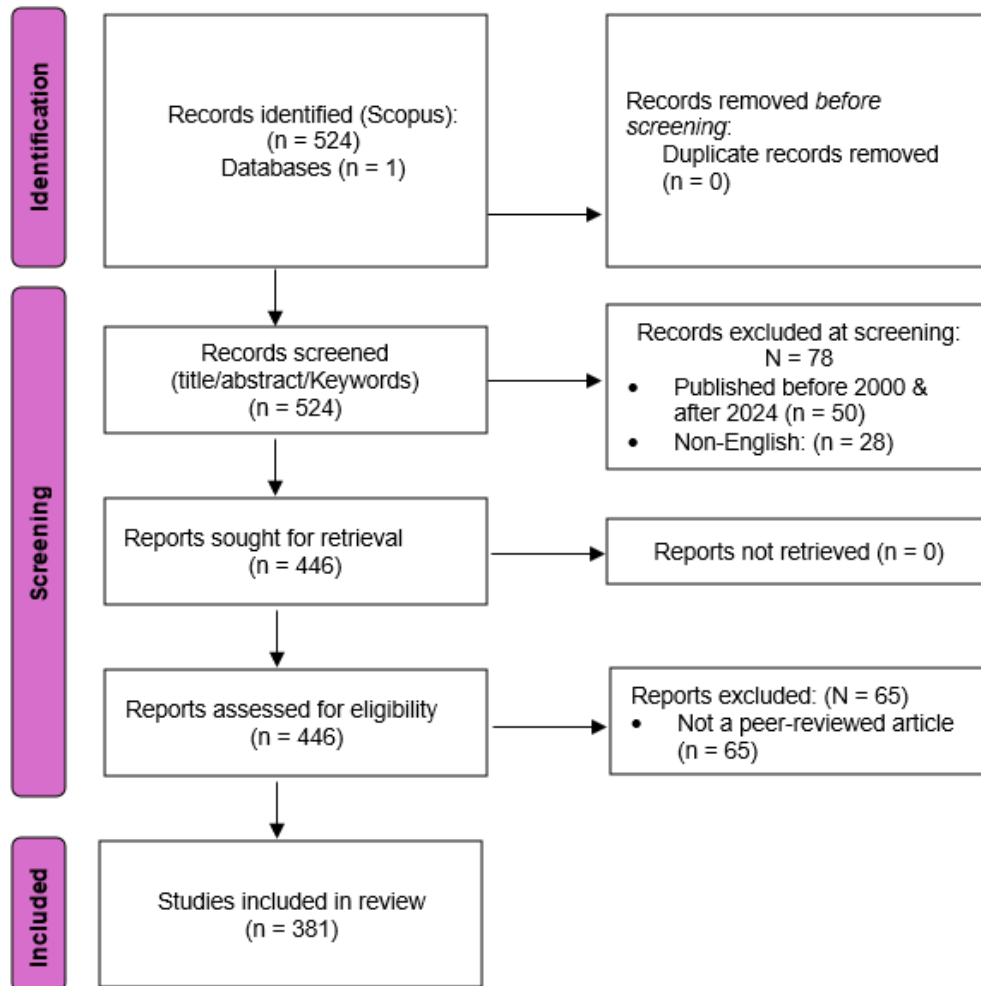 Identification
Records identified (Scopus):
(n = 524)
Databases (n = 1)
Records removed before
screening:
Duplicate records removed
(n = 0)
Screening
Records screened
(title/abstract/Keywords)
(n = 524)
Records excluded at screening:
N = 78
• Published before 2000 &
after 2024 (n = 50)
• Non-English: (n = 28)
Reports sought for retrieval
(n = 446)
Reports not retrieved (n = 0)
Reports assessed for eligibility
(n = 446)
Reports excluded: (N = 65)
• Not a peer-reviewed article
(n = 65)
Included
Studies included in review
(n = 381)